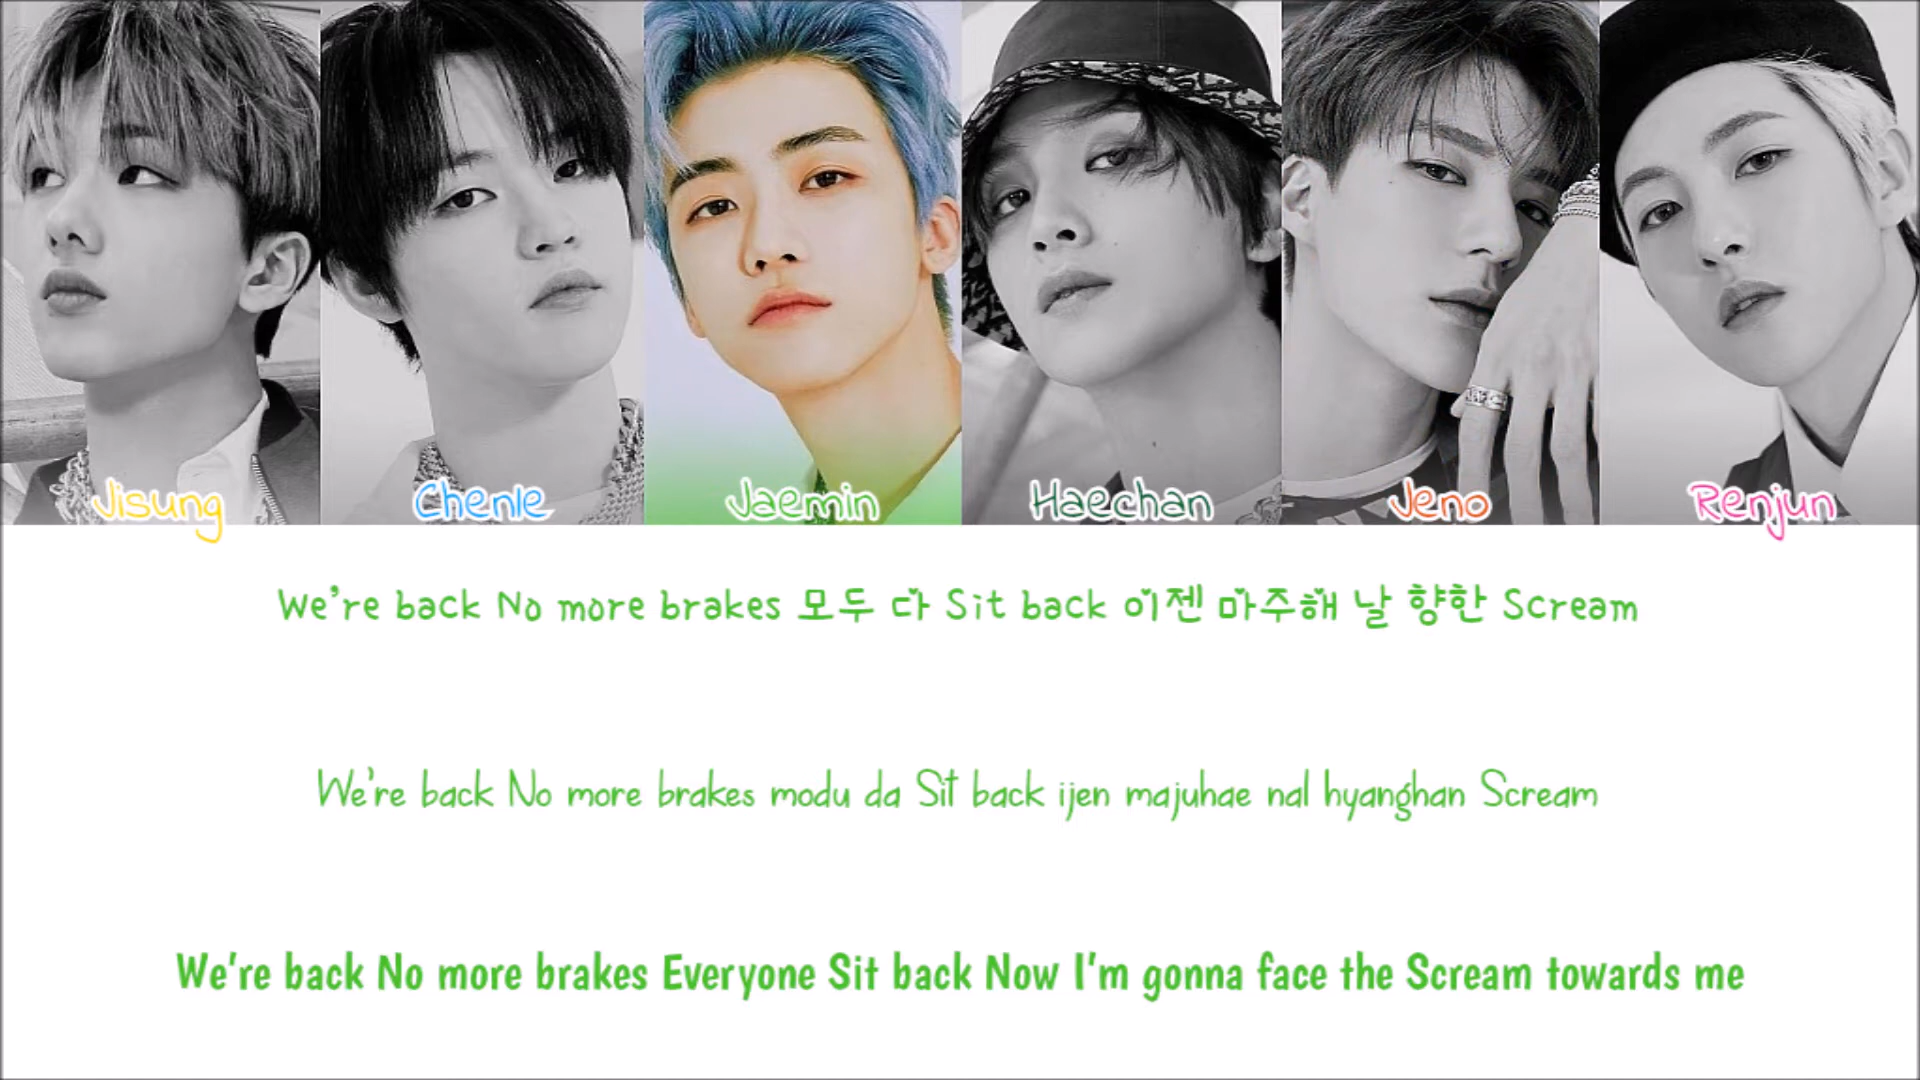 Jisung Chenle Jaemin Haechan Jeno Renjun
We're back No more brakes 모두 다 Sit back 이젠 마주해 날 향한 Scream
We're back No more brakes modu da Sit back ijen majuhae nal hyanghan Scream
We're back No more brakes Everyone Sit back Now I'm gonna face the Scream towards me